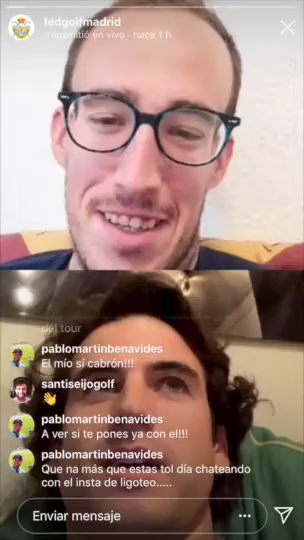 fedgolfmadrid
transmitió en vivo · hace 1 h.
del tour
pablomartinbenavides
El mío sí cabrón!!!
santiseijogolf
👋
pablomartinbenavides
A ver si te pones ya con el!!!
pablomartinbenavides
Que na más que estas tol día chateando
con el insta de ligoteo.....
Enviar mensaje